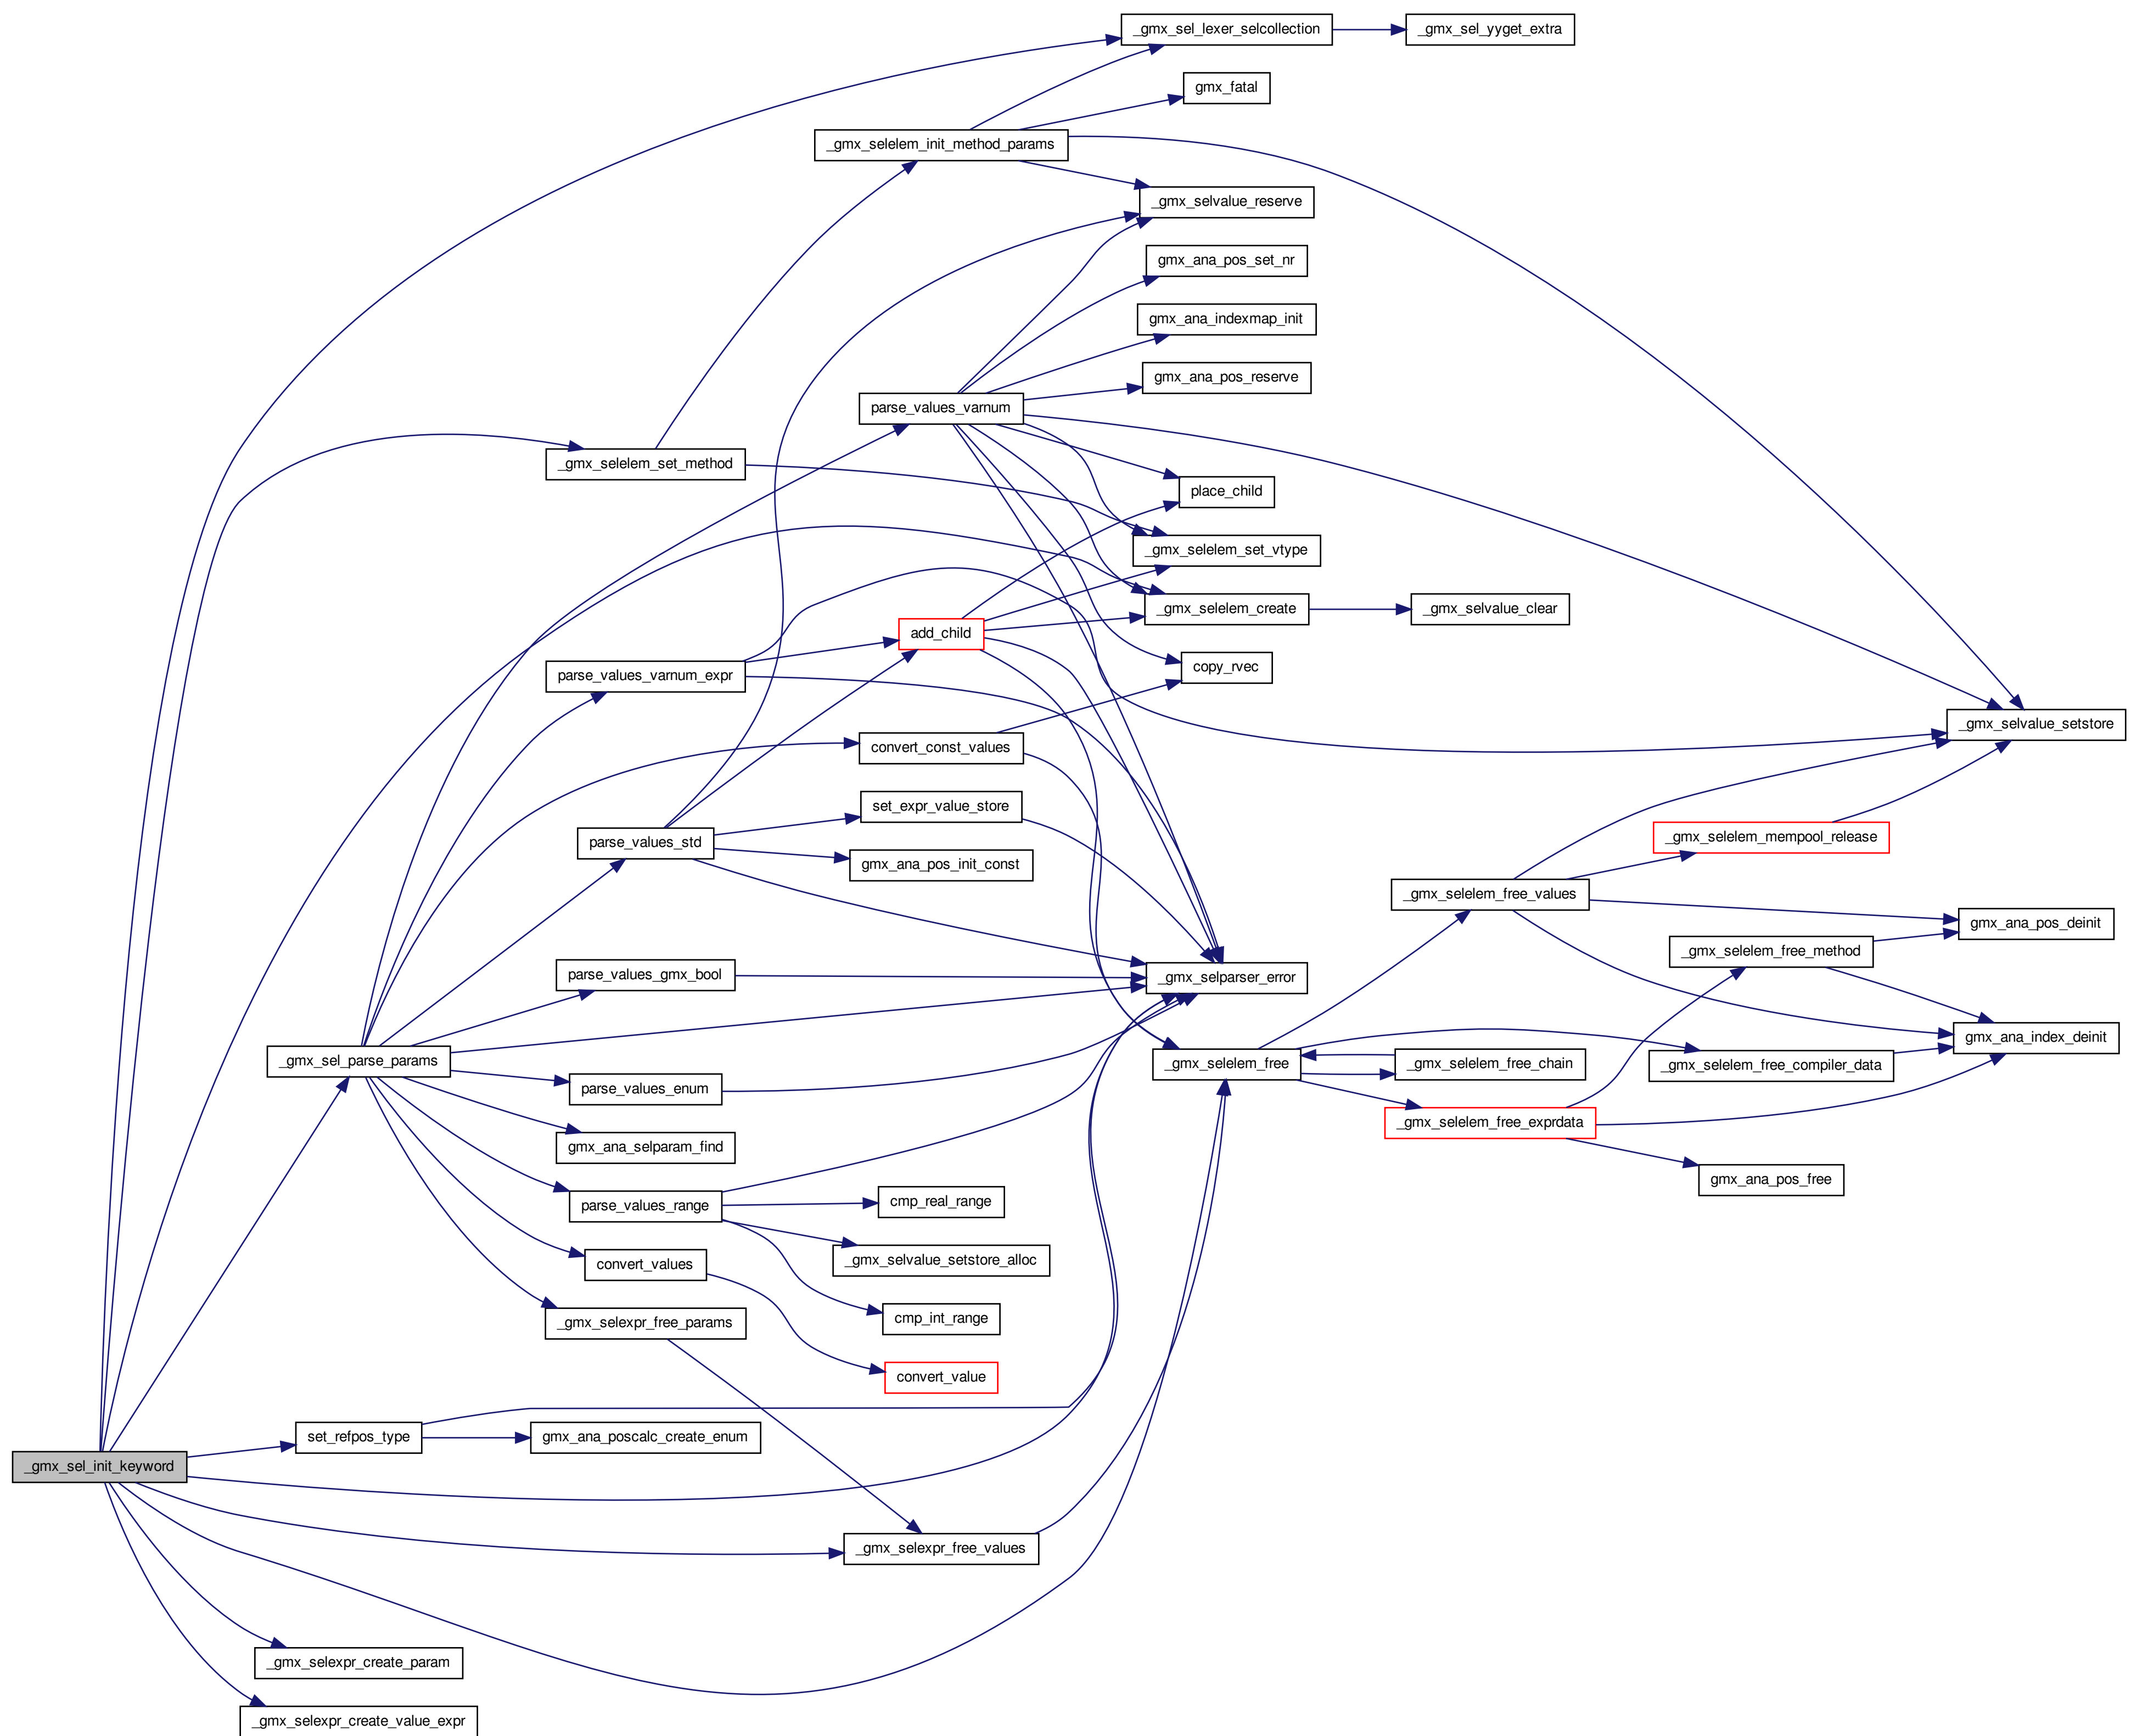 _gmx_sel_lexer_selcollection
_gmx_sel_yyget_extra
gmx_fatal
_gmx_selelem_init_method_params
_gmx_selvalue_reserve
gmx_ana_pos_set_nr
gmx_ana_indexmap_init
gmx_ana_pos_reserve
parse_values_varnum
_gmx_selelem_set_method
place_child
_gmx_selelem_set_vtype
_gmx_selelem_create
_gmx_selvalue_clear
add_child
copy_rvec
parse_values_varnum_expr
_gmx_selvalue_setstore
convert_const_values
set_expr_value_store
parse_values_std
_gmx_selelem_mempool_release
gmx_ana_pos_init_const
_gmx_selelem_free_values
gmx_ana_pos_deinit
_gmx_selelem_free_method
parse_values_gmx_bool
_gmx_selparser_error
gmx_ana_index_deinit
_gmx_sel_parse_params
_gmx_selelem_free
_gmx_selelem_free_chain
_gmx_selelem_free_compiler_data
parse_values_enum
_gmx_selelem_free_exprdata
gmx_ana_selparam_find
gmx_ana_pos_free
parse_values_range
cmp_real_range
convert_values
_gmx_selvalue_setstore_alloc
_gmx_selexpr_free_params
cmp_int_range
convert_value
set_refpos_type
gmx_ana_poscalc_create_enum
_gmx_sel_init_keyword
_gmx_selexpr_free_values
_gmx_selexpr_create_param
_gmx_selexpr_create_value_expr